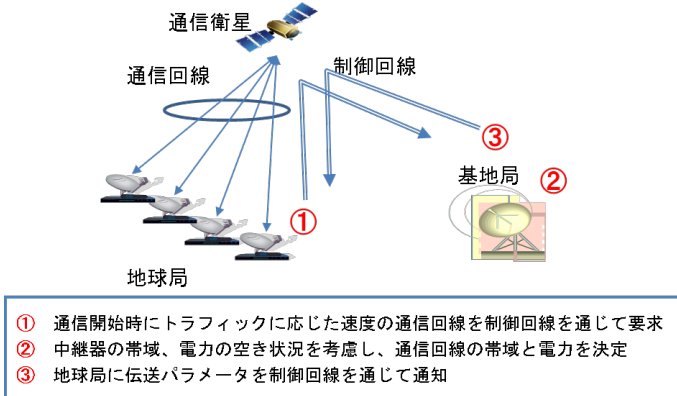 通信衛星
通信回線
制御回線
③
基地局
②
①
地球局
① 通信開始時にトラフィックに応じた速度の通信回線を制御回線を通じて要求
② 中継器の帯域、電力の空き状況を考慮し、通信回線の帯域と電力を決定
③ 地球局に伝送パラメータを制御回線を通じて通知